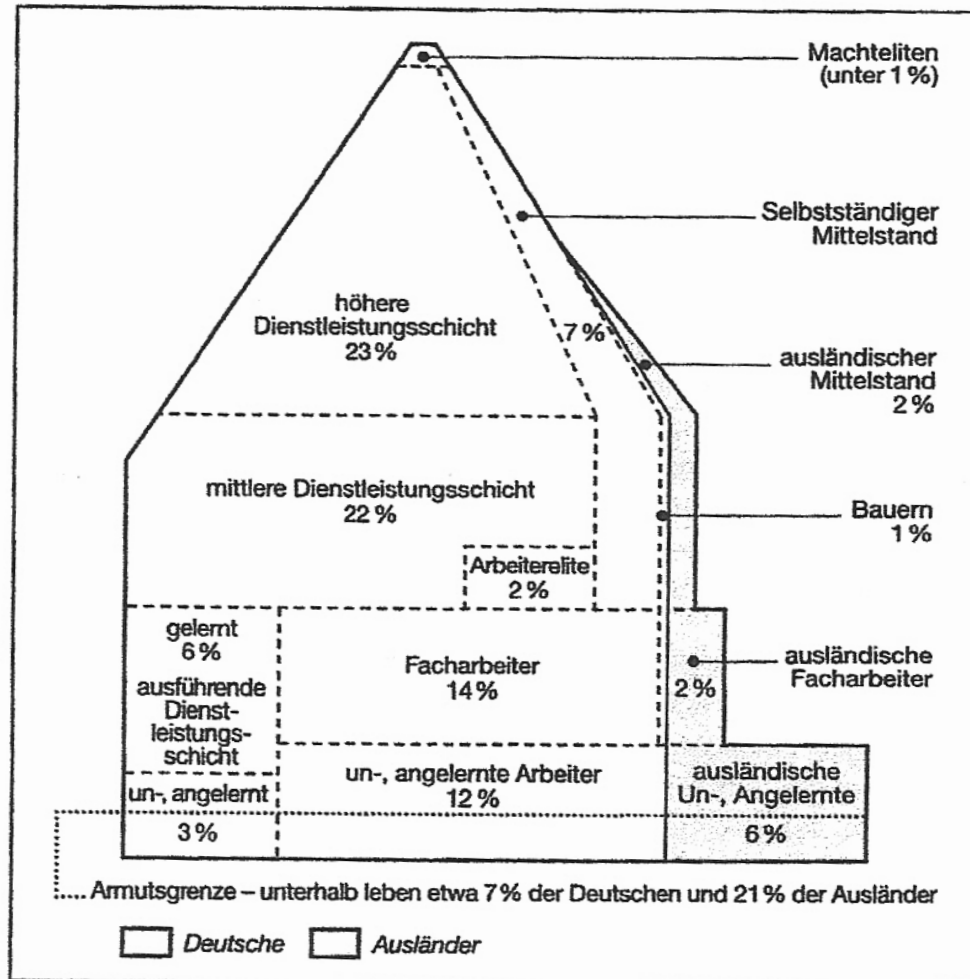 Machteliten
(unter 1 %)
Selbstständiger
Mittelstand
höhere
Dienstleistungsschicht
23 %
7 %
ausländischer
Mittelstand
2 %
mittlere Dienstleistungsschicht
22 %
Bauern
1 %
Arbeiterelite
2 %
gelernt
6 %
ausführende
Dienst-
leistungs-
schicht
Facharbeiter
14 %
2 %
ausländische
Facharbeiter
un-, angelernt
3 %
un-, angelernte Arbeiter
12 %
ausländische
Un-, Angelernte
6 %
Armutsgrenze – unterhalb leben etwa 7 % der Deutschen und 21 % der Ausländer
Deutsche
Ausländer